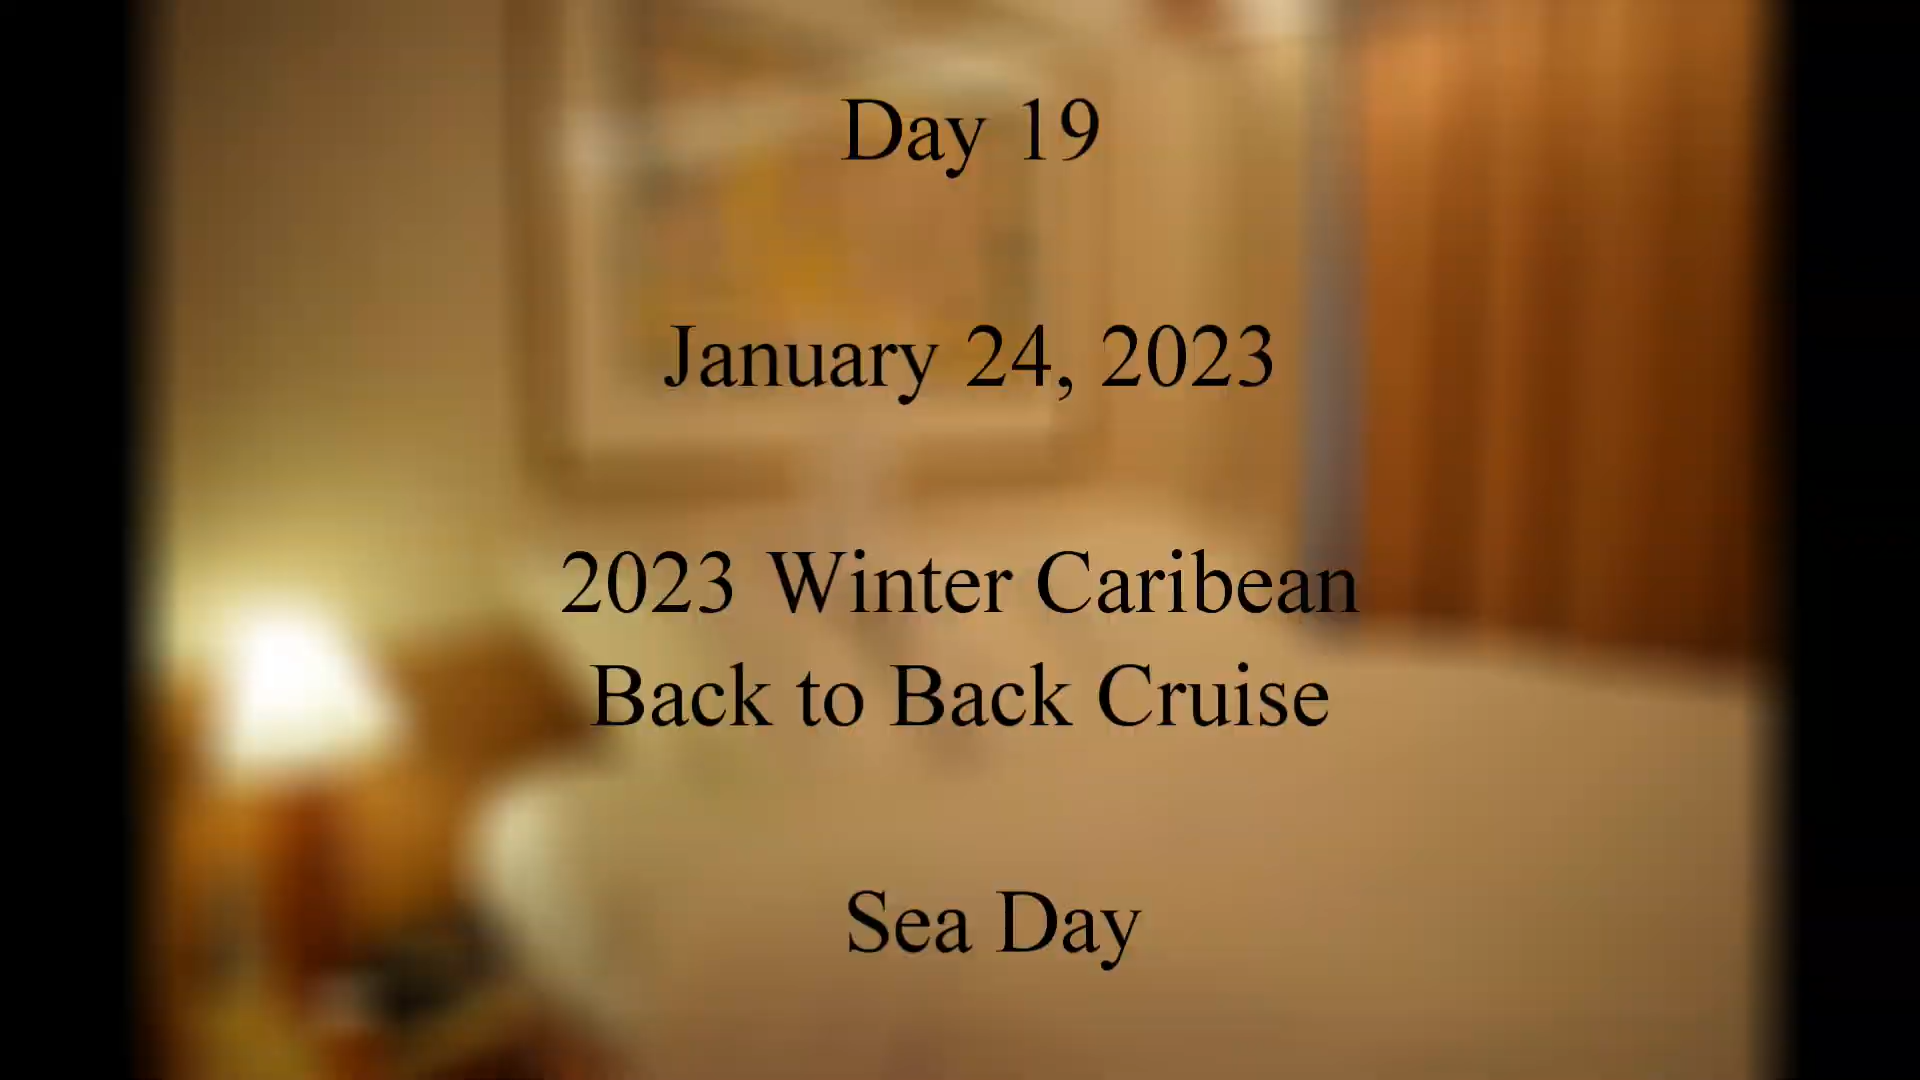 Day 19
January 24, 2023
2023 Winter Caribean
Back to Back Cruise
Sea Day